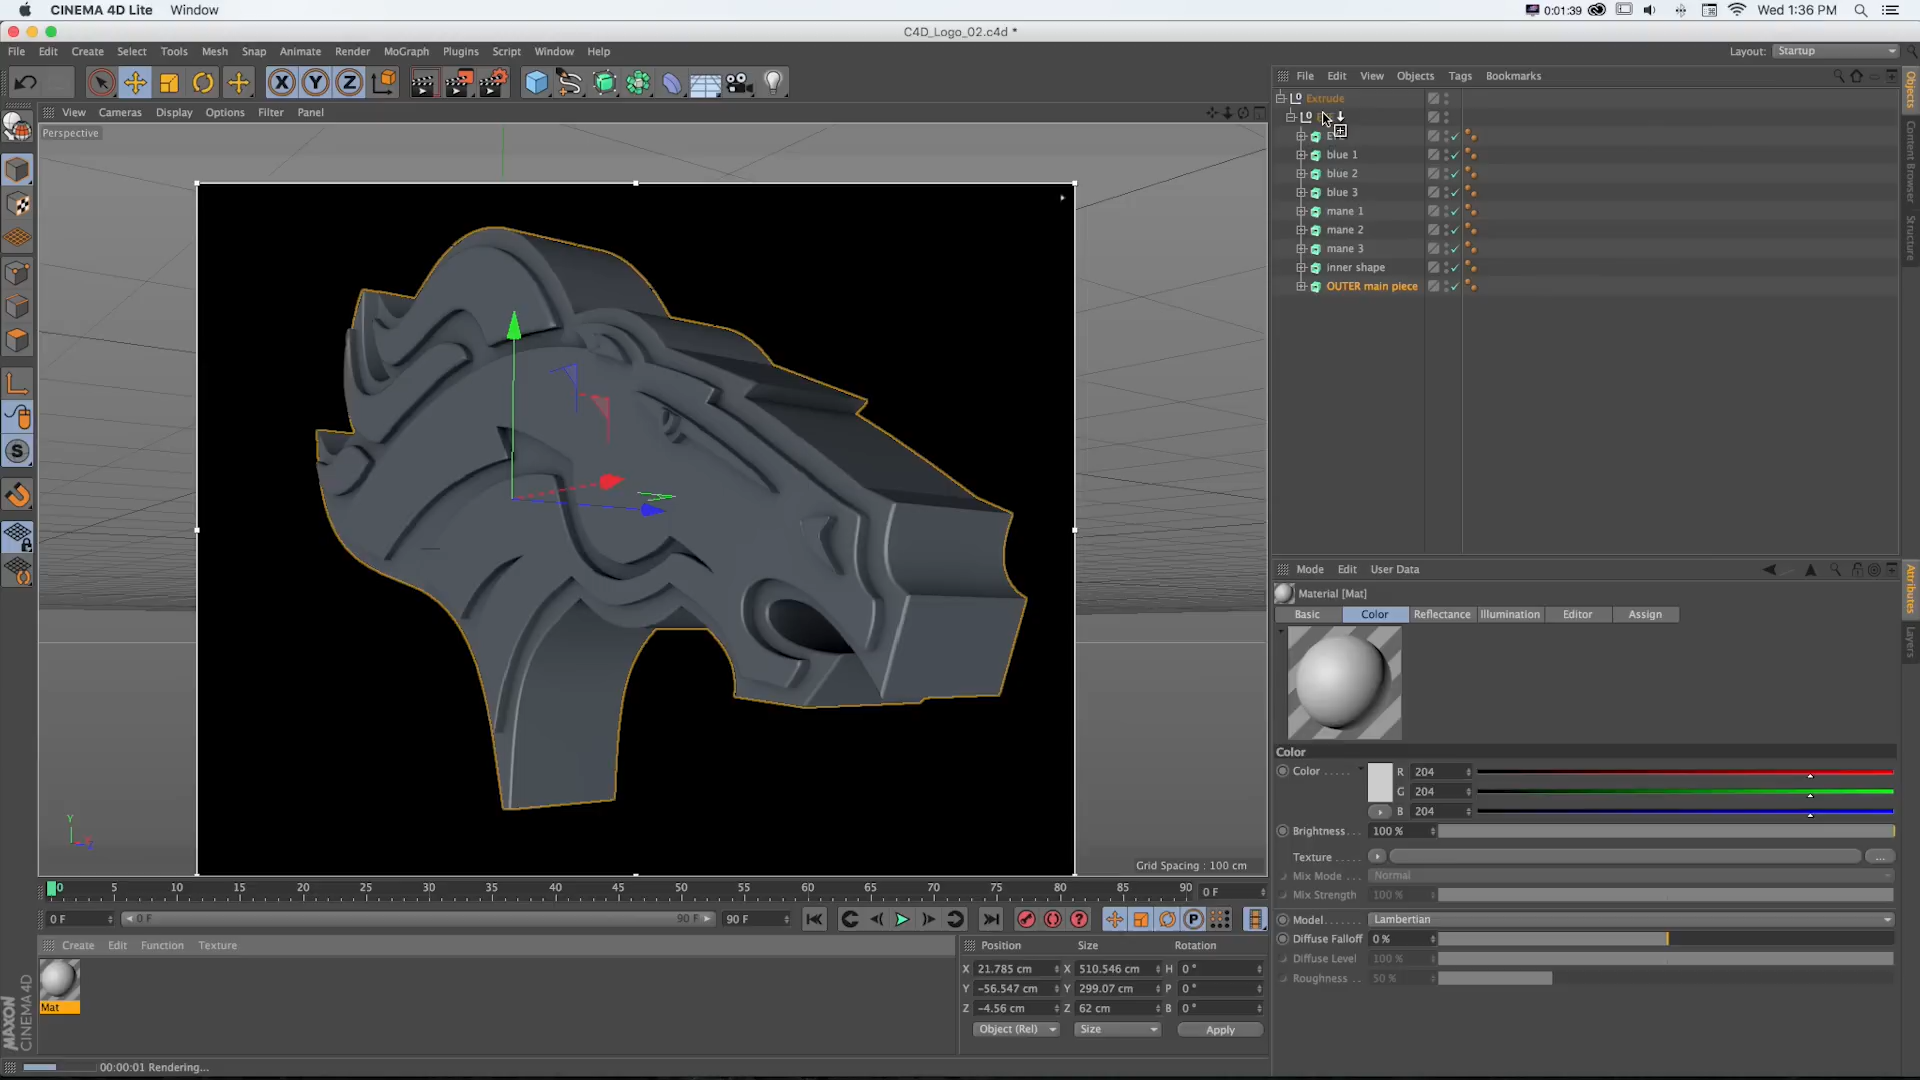 CINEMA 4D Lite Window
0:01:39 Wed 1:36 PM
C4D_Logo_02.c4d *
File Edit Create Select Tools Mesh Snap Animate Render Plugins MoGraph Script Window Help
Layout: Startup
X Y Z
View Cameras Display Options Filter Panel
Perspective
File Edit View Objects Tags Bookmarks
Extrude
blue 1
blue 2
blue 3
mane 1
mane 2
mane 3
inner shape
OUTER main piece
Objects
Content Browser
Structure
Mode Edit User Data
Material [Mat]
Basic Color Reflectance Illumination Editor Assign
Color
Color R 204
G 204
B 204
Brightness 100 %
Texture ...
Mix Mode Normal
Mix Strength 100 %
Model Lambertian
Diffuse Falloff 0 %
Diffuse Level 100 %
Roughness 50 %
Attributes
Layers
Y
Grid Spacing : 100 cm
0 5 10 15 20 25 30 35 40 45 50 55 60 65 70 75 80 85 90 0 F
0 F 0 F 90 F 90 F
Create Edit Function Texture
Mat
Position Size Rotation
X 21.785 cm X 510.546 cm H 0 °
Y -56.547 cm Y 299.07 cm P 0 °
Z -4.56 cm Z 62 cm B 0 °
Object (Rel) Size Apply
MAXON
CINEMA 4D
00:00:01 Rendering...